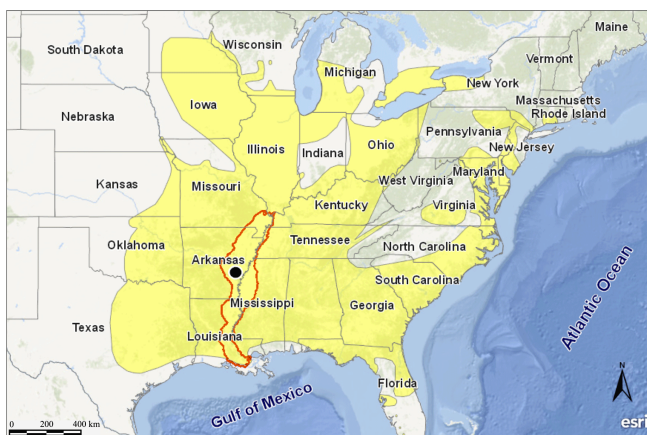 Maine
Wisconsin
South Dakota
Vermont
Michigan
New York
Massachusetts
Rhode Island
Iowa
Nebraska
Pennsylvania
Ohio
Illinois
Indiana
New Jersey
Maryland
West Virginia
Kansas
Missouri
Virginia
Kentucky
Tennessee
North Carolina
Oklahoma
Arkansas
South Carolina
Mississippi
Georgia
Atlantic Ocean
Texas
Louisiana
Florida
Gulf of Mexico
N
0 200 400 km
esri